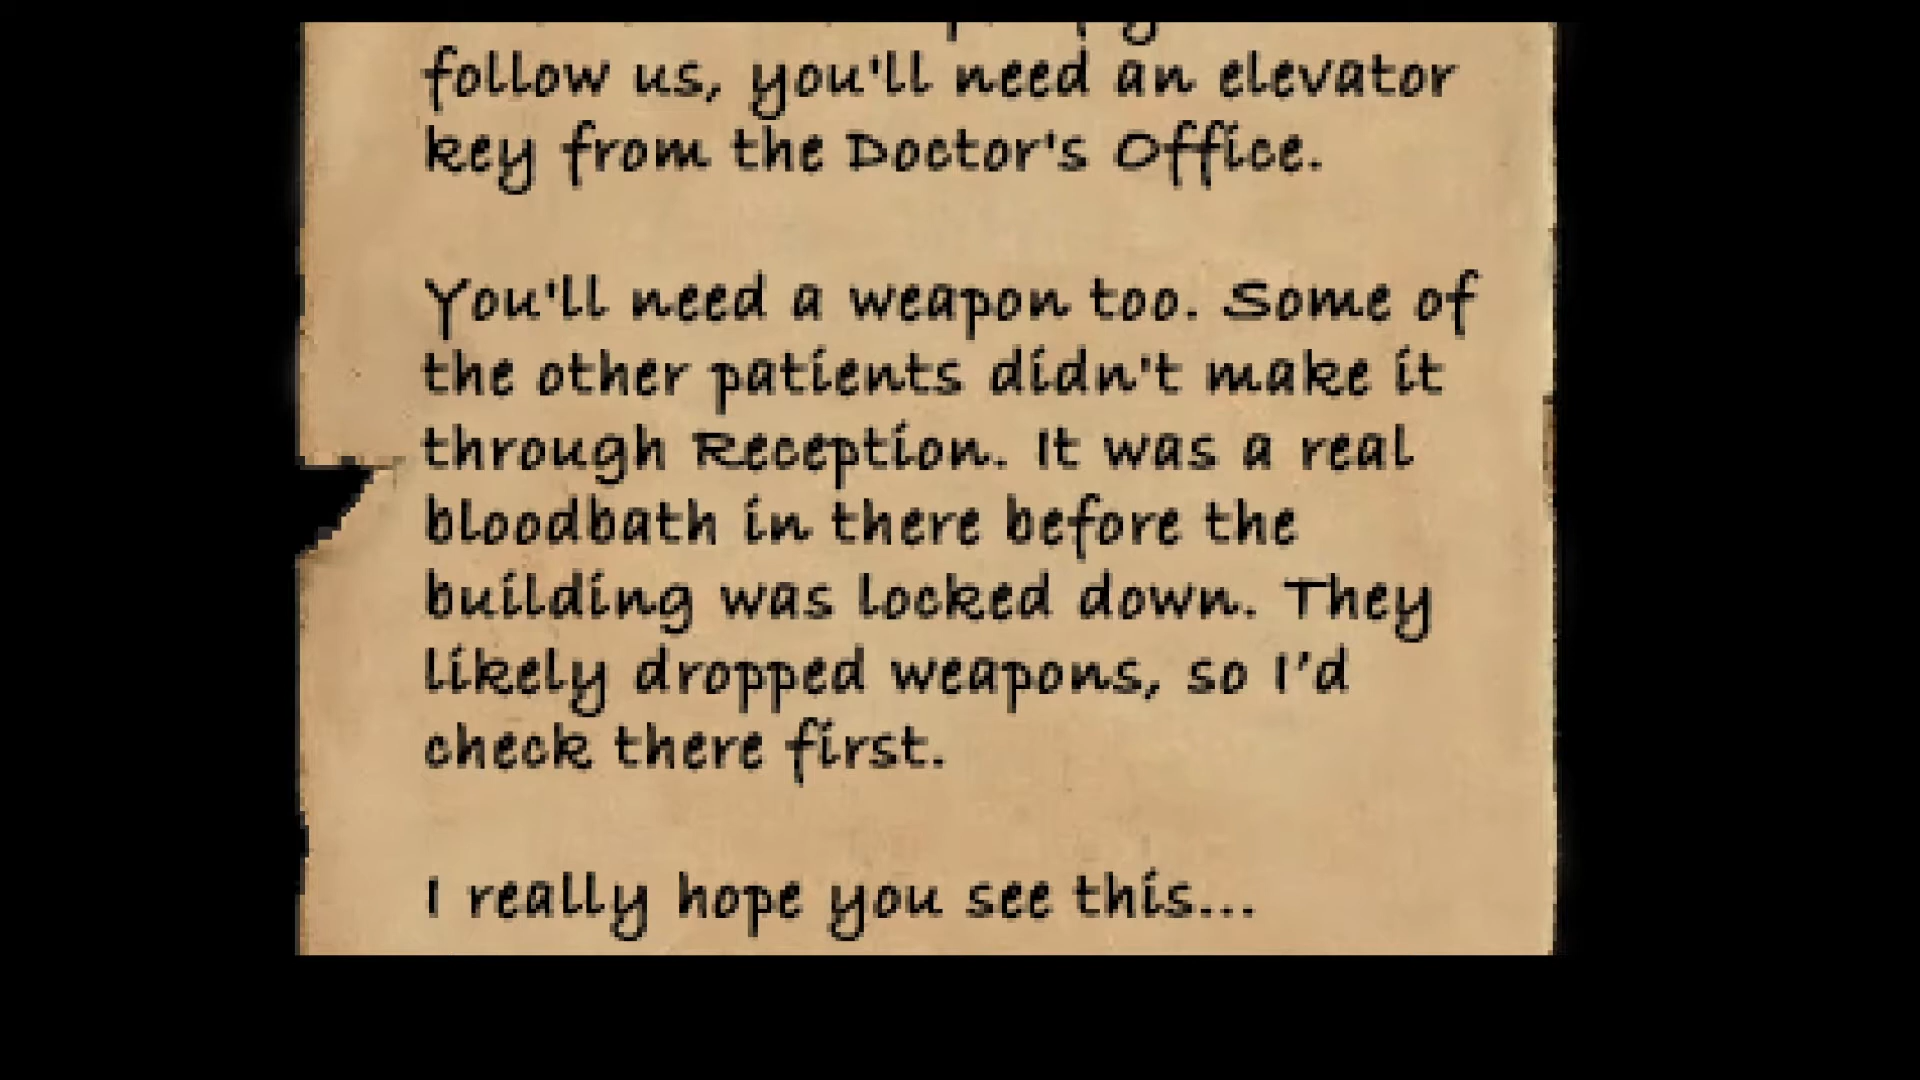 follow us, you'll need an elevator
key from the Doctor's Office.
You'll need a weapon too. Some of
the other patients didn't make it
through Reception. It was a real
bloodbath in there before the
building was locked down. They
likely dropped weapons, so I'd
check there first.
I really hope you see this...